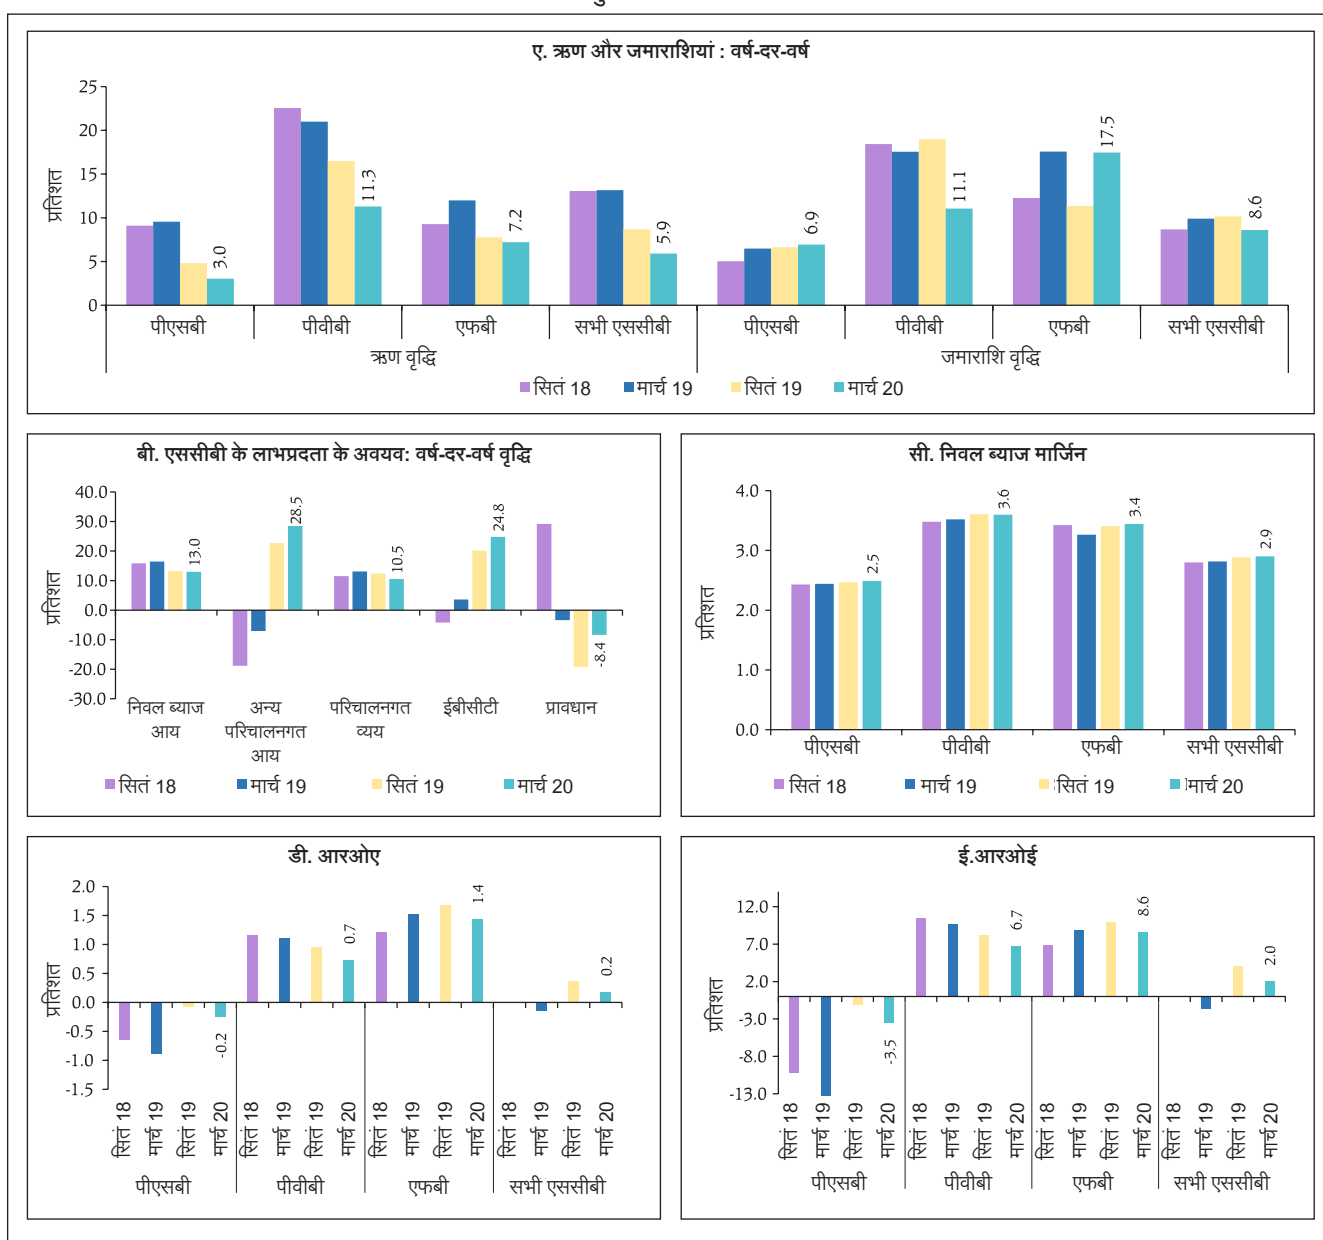 ए. ऋण और जमाराशियां : वर्ष-दर-वर्ष
25
20
15
10
5
0
प्रतिशत
3.0
11.3
7.2
5.9
6.9
11.1
17.5
8.6
पीएसबी पीवीबी एफबी सभी एससीबी पीएसबी पीवीबी एफबी सभी एससीबी
ऋण वृद्धि जमाराशि वृद्धि
सितं 18 मार्च 19 सितं 19 मार्च 20
बी. एससीबी के लाभप्रदता के अवयव: वर्ष-दर-वर्ष वृद्धि
40.0
30.0
20.0
10.0
0.0
-10.0
-20.0
-30.0
प्रतिशत
13.0
28.5
10.5
24.8
-8.4
निवल ब्याज आय
अन्य परिचालनगत आय
परिचालनगत व्यय
ईबीसीटी
प्रावधान
सितं 18 मार्च 19 सितं 19 मार्च 20
सी. निवल ब्याज मार्जिन
4.0
3.0
2.0
1.0
0.0
प्रतिशत
2.5
3.6
3.4
2.9
पीएसबी पीवीबी एफबी सभी एससीबी
सितं 18 मार्च 19 सितं 19 मार्च 20
डी. आरओए
2.0
1.5
1.0
0.5
0.0
-0.5
-1.0
-1.5
प्रतिशत
-0.2
0.7
1.4
0.2
सितं 18 मार्च 19 सितं 19 मार्च 20 सितं 18 मार्च 19 सितं 19 मार्च 20 सितं 18 मार्च 19 सितं 19 मार्च 20 सितं 18 मार्च 19 सितं 19 मार्च 20
पीएसबी पीवीबी एफबी सभी एससीबी
ई.आरओई
12.0
7.0
2.0
-3.0
-8.0
-13.0
प्रतिशत
-3.5
6.7
8.6
2.0
सितं 18 मार्च 19 सितं 19 मार्च 20 सितं 18 मार्च 19 सितं 19 मार्च 20 सितं 18 मार्च 19 सितं 19 मार्च 20 सितं 18 मार्च 19 सितं 19 मार्च 20
पीएसबी पीवीबी एफबी सभी एससीबी